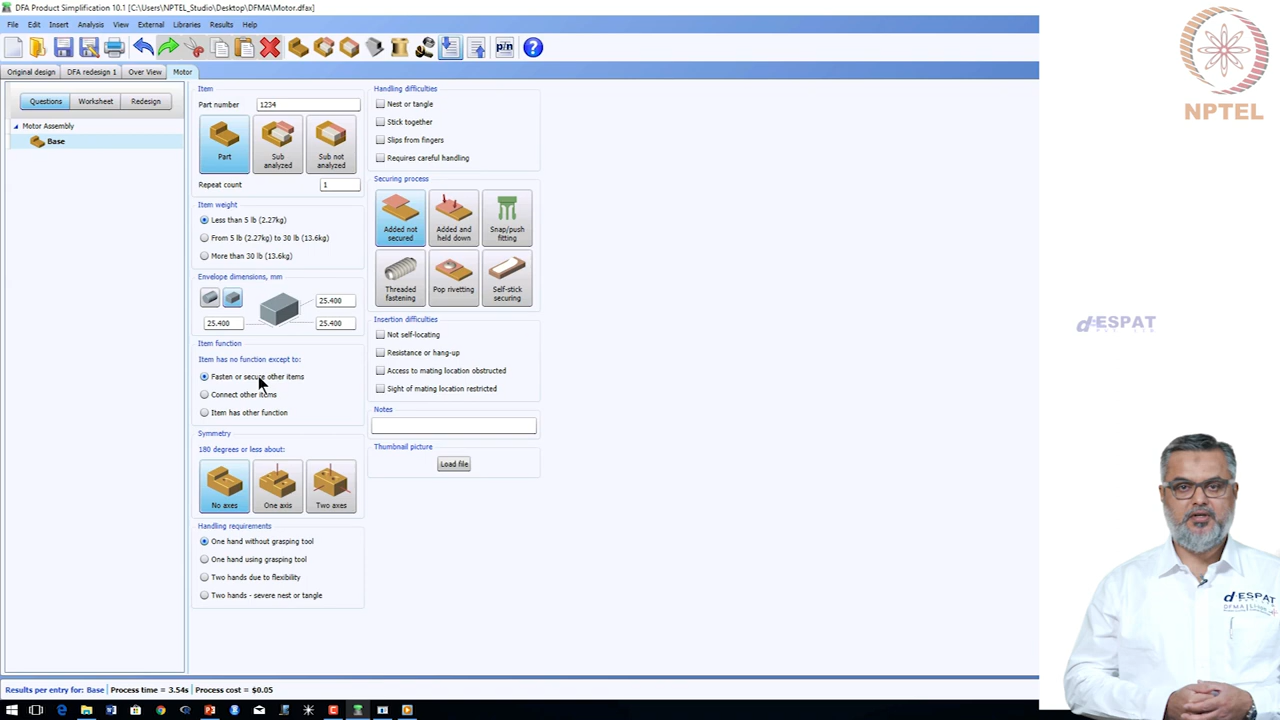 DFA Product Simplification 10.1 [C:\Users\NPTEL_Studio\Desktop\DFMA\Motor.dfax]
File Edit Insert Analysis View External Libraries Results Help
Original design DFA redesign 1 Over View Motor
Questions Worksheet Redesign
Motor Assembly
Base
Item
Part number 1234
Part
Sub analyzed
Sub not analyzed
Repeat count 1
Item weight
Less than 5 lb (2.27kg)
From 5 lb (2.27kg) to 30 lb (13.6kg)
More than 30 lb (13.6kg)
Envelope dimensions, mm
25.400
25.400 25.400
Item function
Item has no function except to:
Fasten or secure other items
Connect other items
Item has other function
Symmetry
180 degrees or less about:
No axes One axis Two axes
Handling requirements
One hand without grasping tool
One hand using grasping tool
Two hands due to flexibility
Two hands - severe nest or tangle
Handling difficulties
Nest or tangle
Stick together
Slips from fingers
Requires careful handling
Securing process
Added not secured
Added and held down
Snap/push fitting
Threaded fastening
Pop rivetting
Self-stick securing
Insertion difficulties
Not self-locating
Resistance or hang-up
Access to mating location obstructed
Sight of mating location restricted
Notes
Thumbnail picture
Load file
Results per entry for: Base Process time = 3.54s Process cost = $0.05
NPTEL
dESPAT
dESPAT